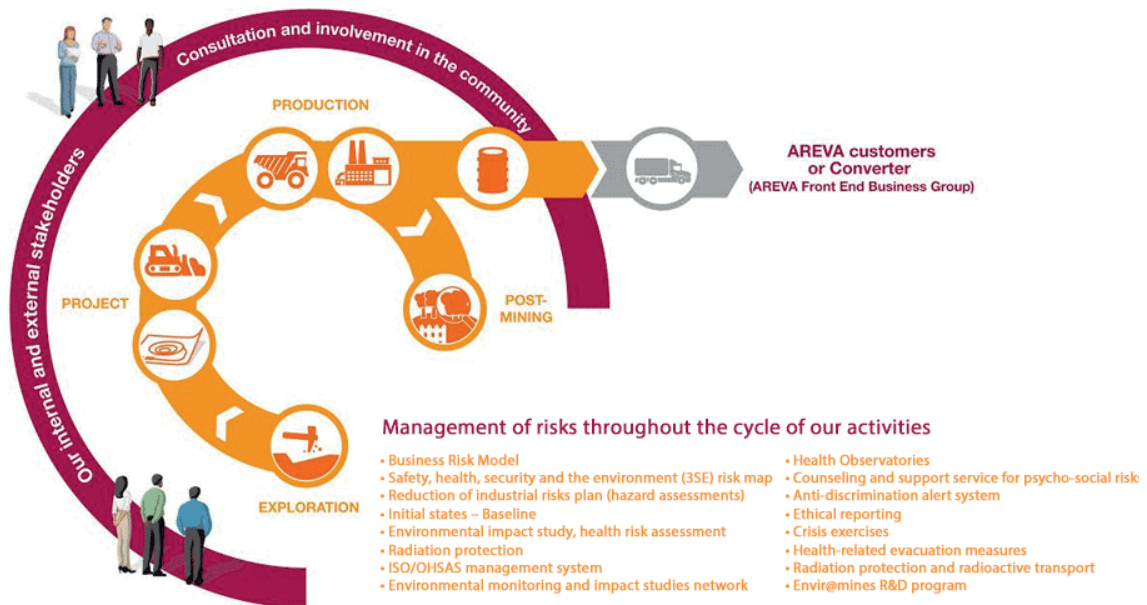 Consultation and involvement in the community
Our internal and external stakeholders
PRODUCTION
AREVA customers
or Converter
(AREVA Front End Business Group)
PROJECT
POST-
MINING
EXPLORATION
Management of risks throughout the cycle of our activities
• Business Risk Model
• Safety, health, security and the environment (3SE) risk map
• Reduction of industrial risks plan (hazard assessments)
• Initial states – Baseline
• Environmental impact study, health risk assessment
• Radiation protection
• ISO/OHSAS management system
• Environmental monitoring and impact studies network
• Health Observatories
• Counseling and support service for psycho-social risks
• Anti-discrimination alert system
• Ethical reporting
• Crisis exercises
• Health-related evacuation measures
• Radiation protection and radioactive transport
• Envir@mines R&D program